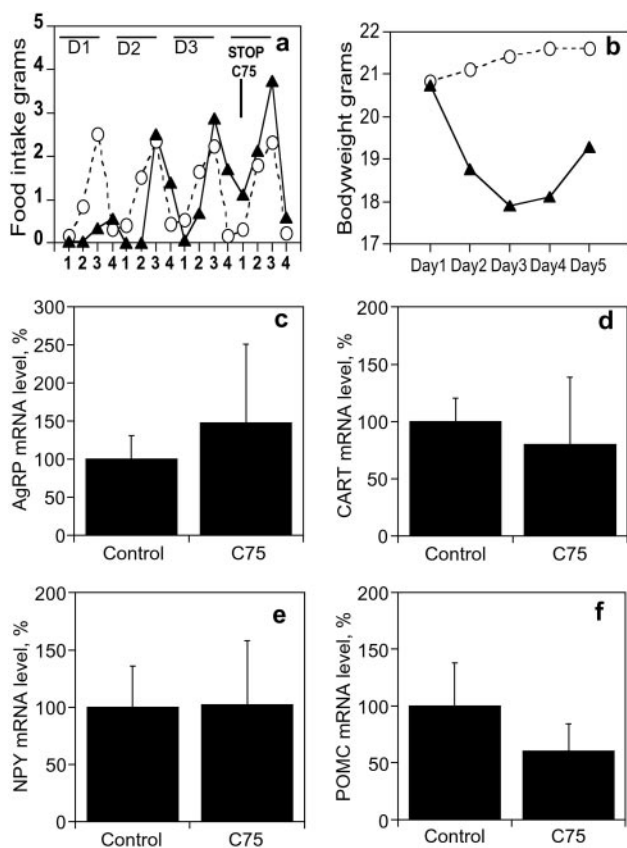 a
D1 D2 D3 STOP
C75
Food intake grams
5
4
3
2
1
0
1 2 3 4 1 2 3 4 1 2 3 4 1 2 3 4
b
Bodyweight grams
22
21
20
19
18
17
Day1 Day2 Day3 Day4 Day5
c
AgRP mRNA level, %
300
250
200
150
100
50
0
Control C75
d
CART mRNA level, %
200
150
100
50
0
Control C75
e
NPY mRNA level, %
200
150
100
50
0
Control C75
f
POMC mRNA level, %
200
150
100
50
0
Control C75